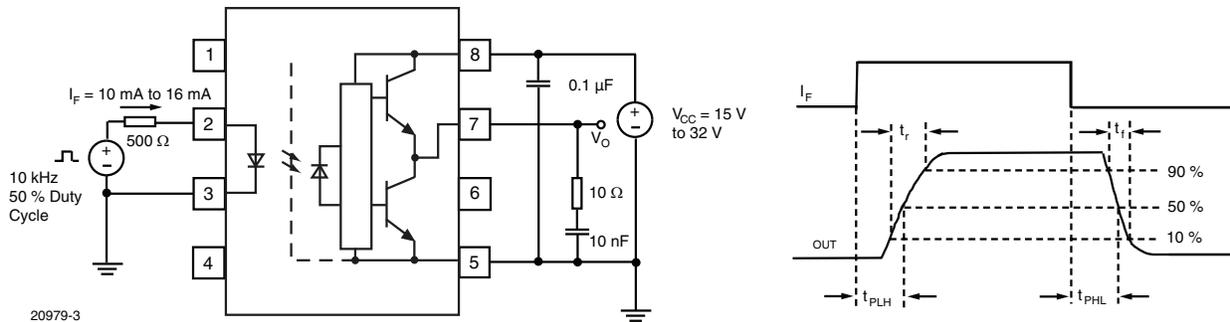 1
2
3
4
8
7
6
5
I_F = 10 mA to 16 mA
500 Ω
+
-
10 kHz
50 % Duty
Cycle
0.1 µF
+
-
V_CC = 15 V
to 32 V
V_O
10 Ω
10 nF
20979-3
I_F
t_r
t_f
90 %
50 %
10 %
OUT
t_PLH
t_PHL